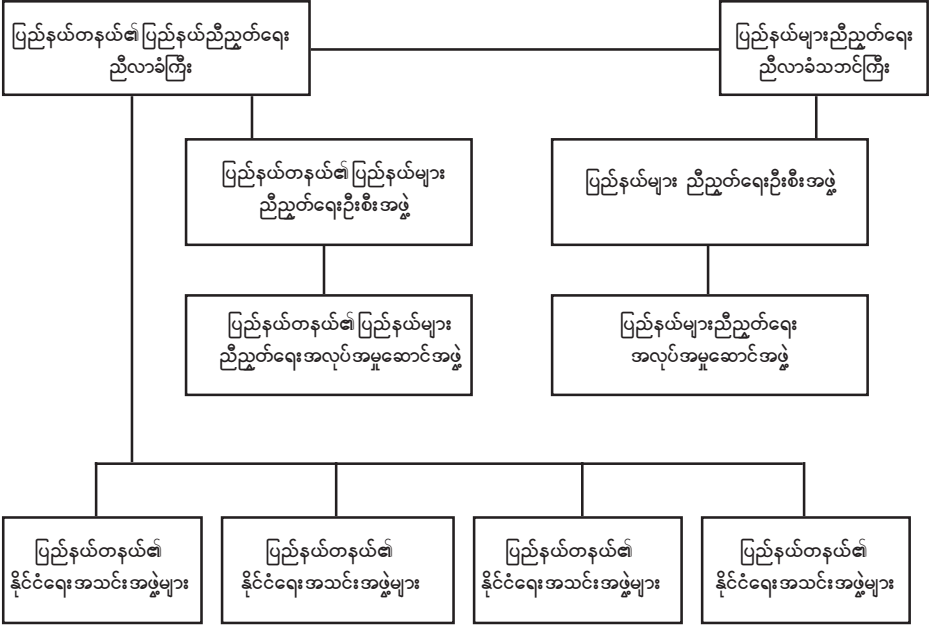 ပြည်နယ်တနယ်၏ပြည်နယ်ညီညွတ်ရေး
ညီလာခံကြီး
ပြည်နယ်များညီညွတ်ရေး
ညီလာခံသဘင်ကြီး
ပြည်နယ်တနယ်၏ပြည်နယ်များ
ညီညွတ်ရေးဦးစီးအဖွဲ့
ပြည်နယ်များ ညီညွတ်ရေးဦးစီးအဖွဲ့
ပြည်နယ်တနယ်၏ပြည်နယ်များ
ညီညွတ်ရေးအလုပ်အမှုဆောင်အဖွဲ့
ပြည်နယ်များညီညွတ်ရေး
အလုပ်အမှုဆောင်အဖွဲ့
ပြည်နယ်တနယ်၏
နိုင်ငံရေးအသင်းအဖွဲ့များ
ပြည်နယ်တနယ်၏
နိုင်ငံရေးအသင်းအဖွဲ့များ
ပြည်နယ်တနယ်၏
နိုင်ငံရေးအသင်းအဖွဲ့များ
ပြည်နယ်တနယ်၏
နိုင်ငံရေးအသင်းအဖွဲ့များ